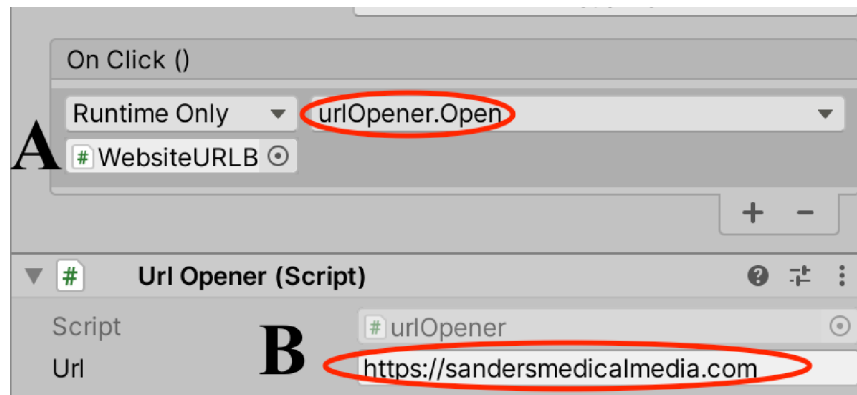 On Click ()
Runtime Only urlOpener.Open
A
# WebsiteURLB
+ −
# Url Opener (Script)
Script # urlOpener
B
Url https://sandersmedicalmedia.com